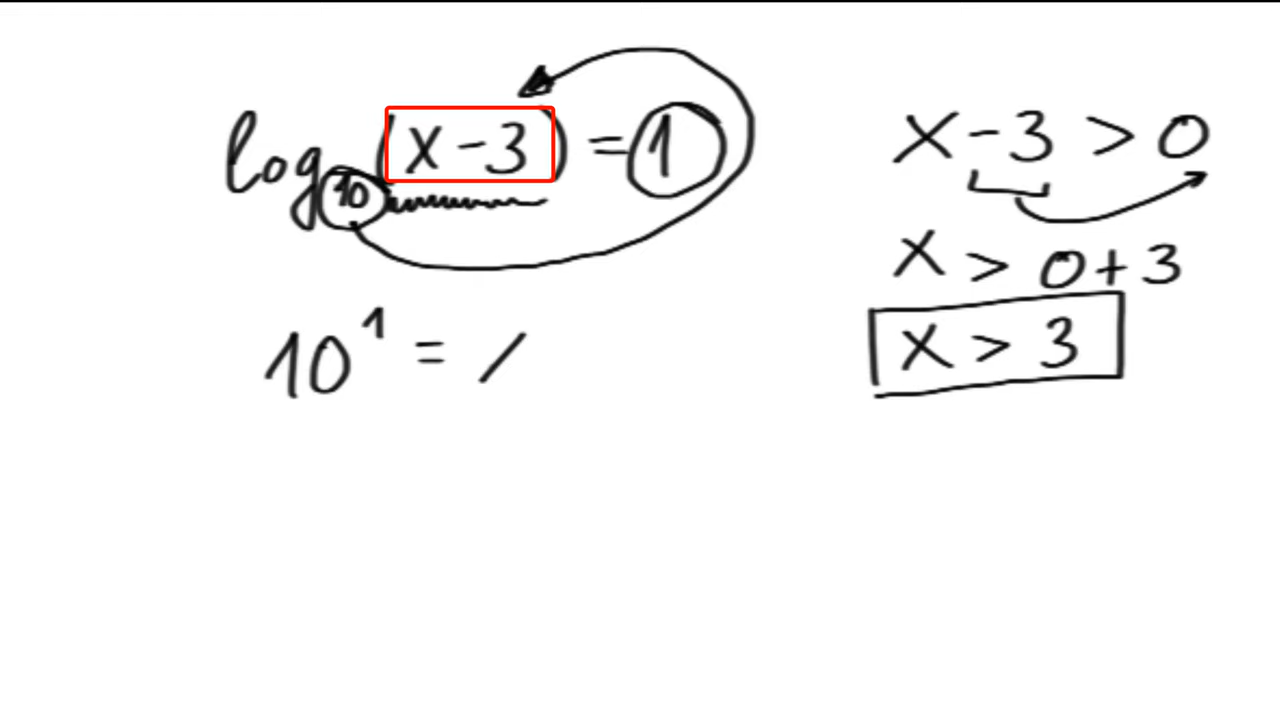 log₁₀(x-3) = 1
10¹ = /
x-3 > 0
x > 0+3
x > 3